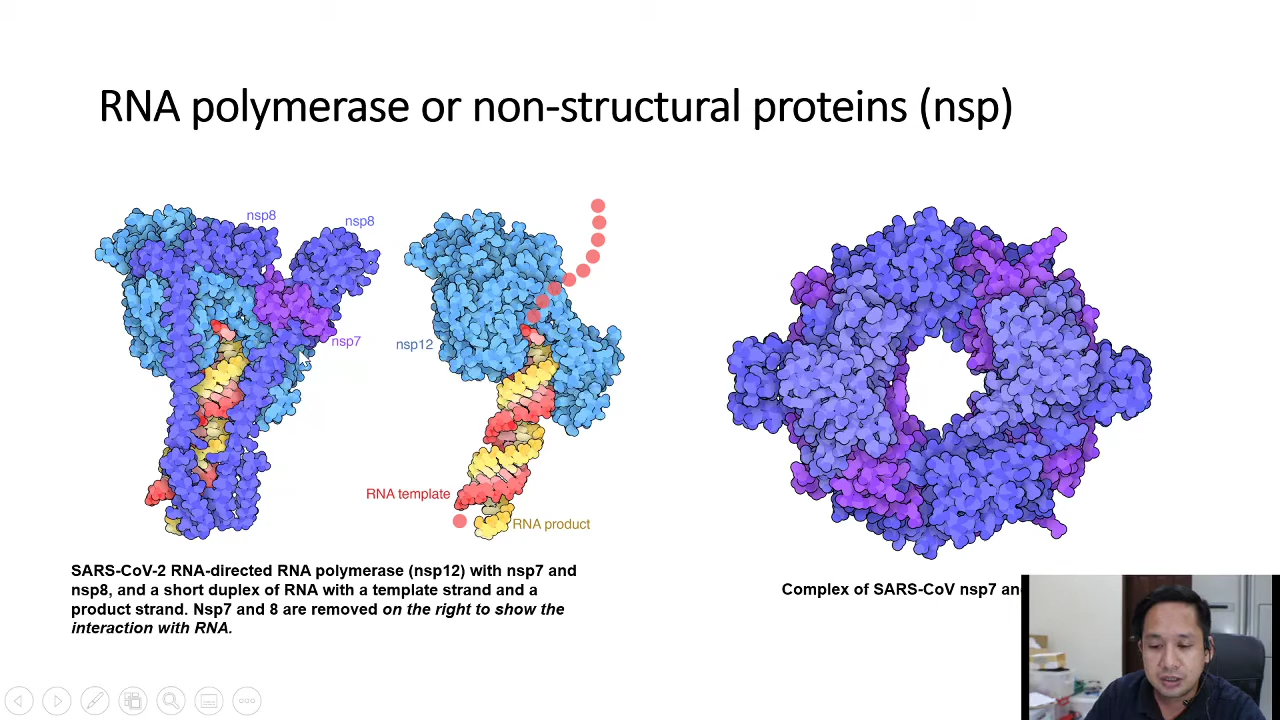 RNA polymerase or non-structural proteins (nsp)
nsp8
nsp8
nsp7
nsp12
RNA template
RNA product
SARS-CoV-2 RNA-directed RNA polymerase (nsp12) with nsp7 and
nsp8, and a short duplex of RNA with a template strand and a
product strand. Nsp7 and 8 are removed on the right to show the
interaction with RNA.
Complex of SARS-CoV nsp7 and